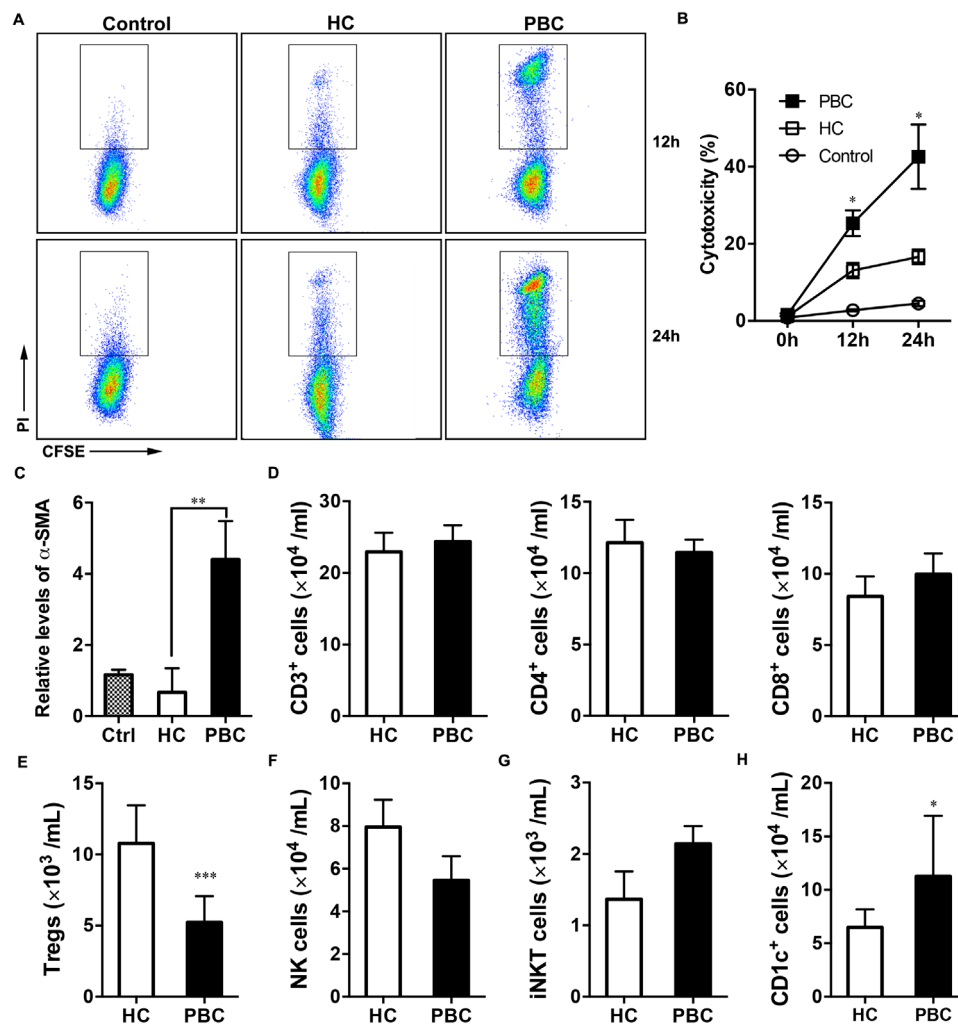 A
Control
HC
PBC
12h
24h
PI
CFSE
B
Cytotoxicity (%)
60
40
20
0
PBC
HC
Control
*
*
0h
12h
24h
C
Relative levels of α-SMA
6
4
2
0
**
Ctrl
HC
PBC
D
CD3⁺ cells (×10⁴ /ml)
30
20
10
0
HC
PBC
CD4⁺ cells (×10⁴ /ml)
15
10
5
0
HC
PBC
CD8⁺ cells (×10⁴ /ml)
15
10
5
0
HC
PBC
E
Tregs (×10³ /mL)
15
10
5
0
***
HC
PBC
F
NK cells (×10⁴ /mL)
10
8
6
4
2
0
HC
PBC
G
iNKT cells (×10³ /mL)
3
2
1
0
HC
PBC
H
CD1c⁺ cells (×10⁴ /mL)
20
15
10
5
0
*
HC
PBC